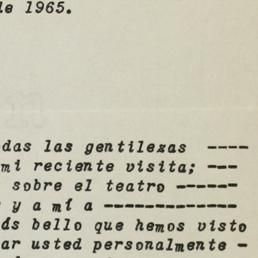 de 1965.
das las gentilezas ----
mi reciente visita; ---
sobre el teatro ------
y a mí a -------------
ás bello que hemos visto
ar usted personalmente -